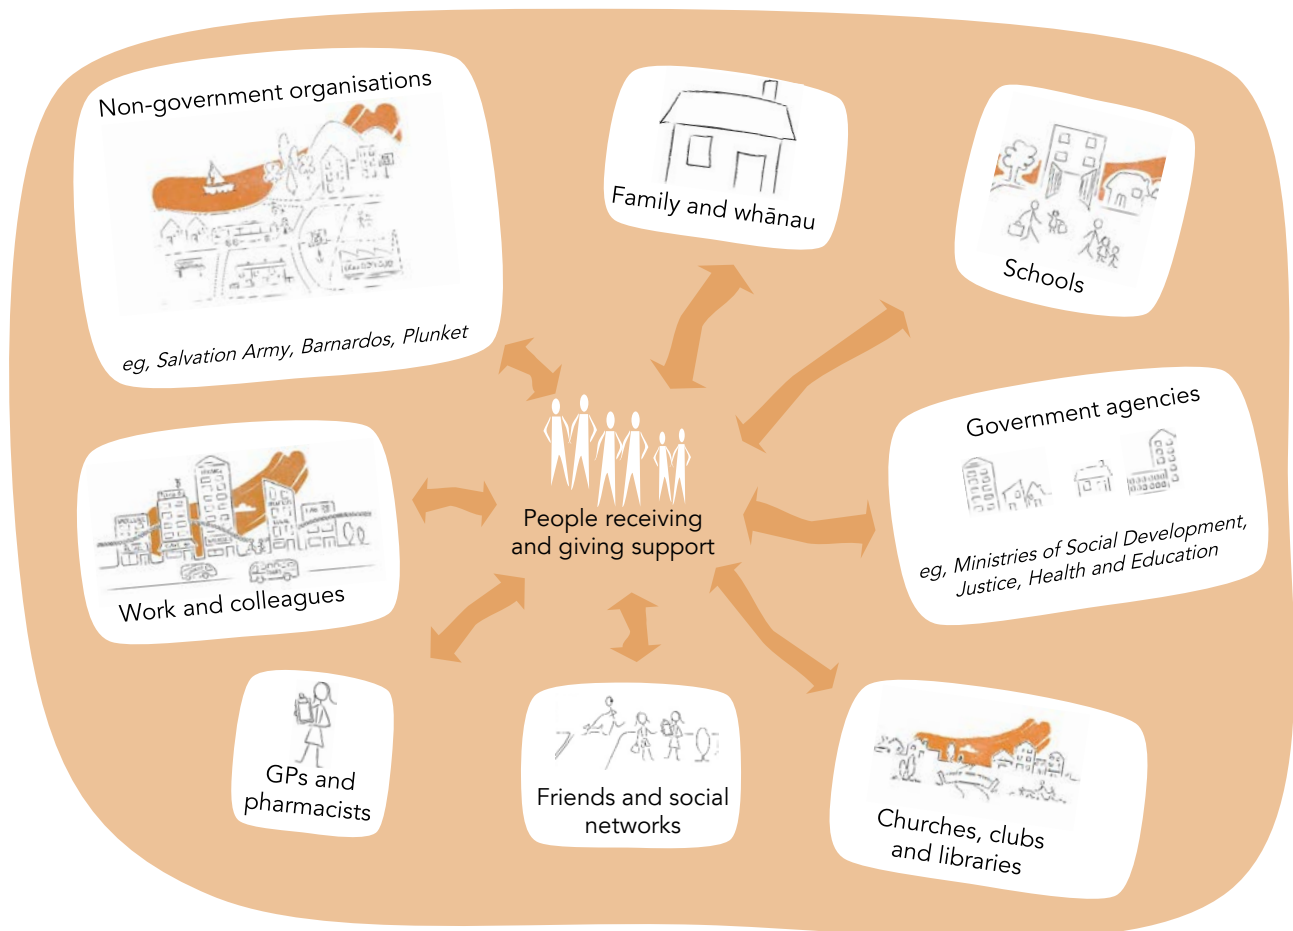 Non-government organisations
eg, Salvation Army, Barnardos, Plunket
Family and whānau
Schools
Government agencies
eg, Ministries of Social Development,
Justice, Health and Education
People receiving
and giving support
Work and colleagues
GPs and
pharmacists
Friends and social
networks
Churches, clubs
and libraries